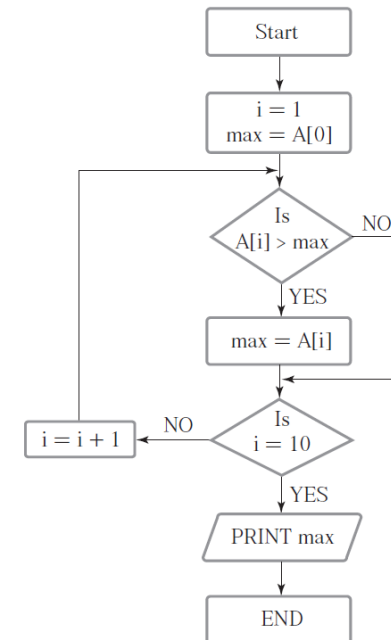 Start
i = 1
max = A[0]
Is
A[i] > max
NO
YES
max = A[i]
Is
i = 10
NO
i = i + 1
YES
PRINT max
END